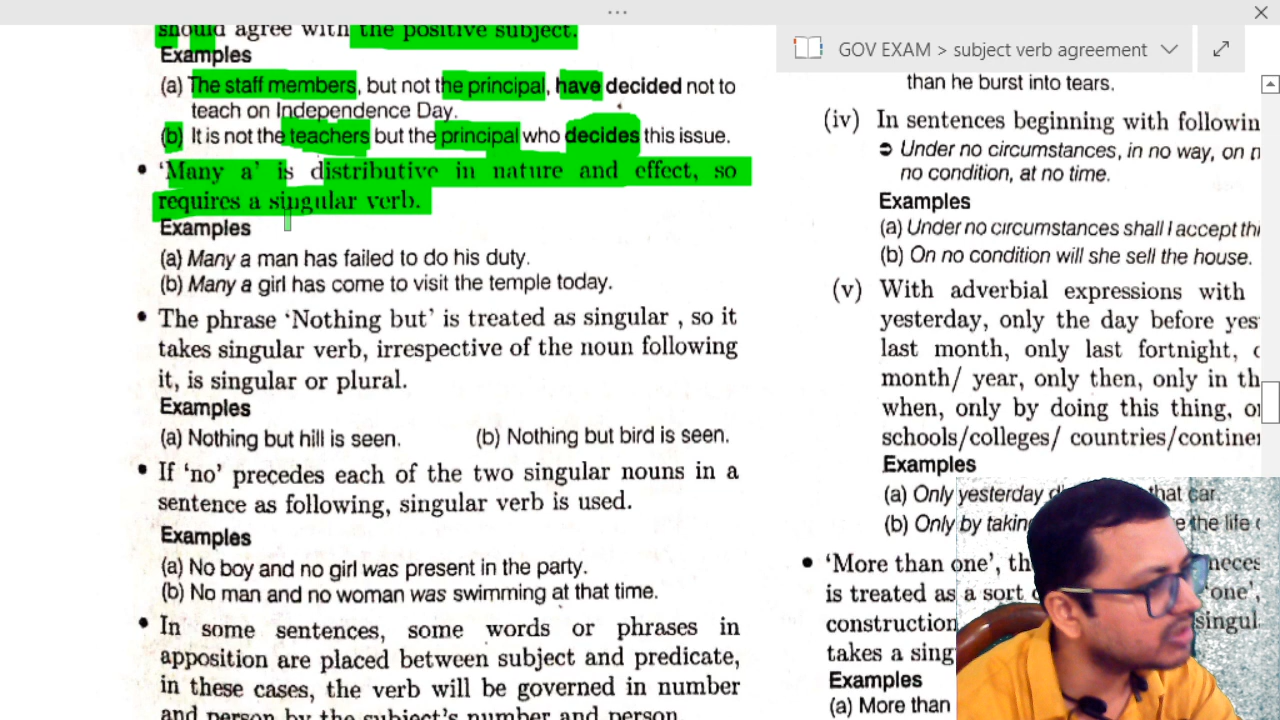 should agree with the positive subject.
Examples
(a) The staff members, but not the principal, have decided not to
teach on Independence Day.
(b) It is not the teachers but the principal who decides this issue.
• 'Many a' is distributive in nature and effect, so
requires a singular verb.
Examples
(a) Many a man has failed to do his duty.
(b) Many a girl has come to visit the temple today.
• The phrase 'Nothing but' is treated as singular , so it
takes singular verb, irrespective of the noun following
it, is singular or plural.
Examples
(a) Nothing but hill is seen. (b) Nothing but bird is seen.
• If 'no' precedes each of the two singular nouns in a
sentence as following, singular verb is used.
Examples
(a) No boy and no girl was present in the party.
(b) No man and no woman was swimming at that time.
• In some sentences, some words or phrases in
apposition are placed between subject and predicate,
in these cases, the verb will be governed in number
and person by the subject's number and person
GOV EXAM > subject verb agreement
than he burst into tears.
(iv) In sentences beginning with
Under no circumstances, in no way, on
no condition, at no time.
Examples
(a) Under no circumstances shall I accept
(b) On no condition will she sell the house.
(v) With adverbial expressions with
yesterday, only the day before
last month, only last fortnight,
month/ year, only then, only in
when, only by doing this thing,
schools/colleges/ countries/
Examples
(a) Only yesterday that car.
(b) Only by the life
• 'More than one',
is treated as a sort 'one',
construction
takes a
Examples
(a) More than